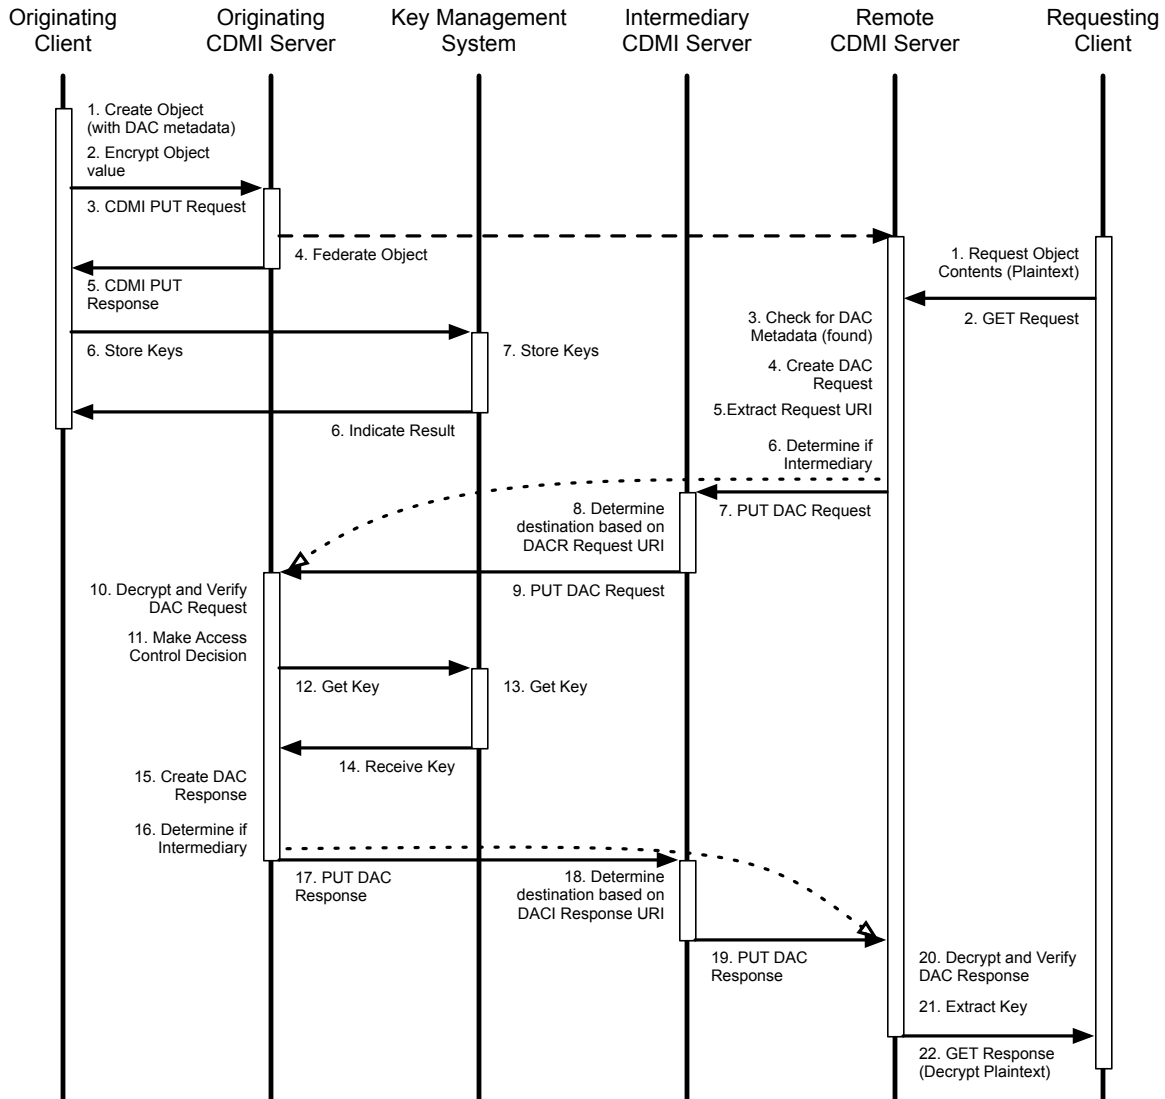 Originating
Client
Originating
CDMI Server
Key Management
System
Intermediary
CDMI Server
Remote
CDMI Server
Requesting
Client
1. Create Object
(with DAC metadata)
2. Encrypt Object
value
3. CDMI PUT Request
4. Federate Object
5. CDMI PUT
Response
6. Store Keys
7. Store Keys
6. Indicate Result
1. Request Object
Contents (Plaintext)
2. GET Request
3. Check for DAC
Metadata (found)
4. Create DAC
Request
5.Extract Request URI
6. Determine if
Intermediary
7. PUT DAC Request
8. Determine
destination based on
DACR Request URI
9. PUT DAC Request
10. Decrypt and Verify
DAC Request
11. Make Access
Control Decision
12. Get Key
13. Get Key
14. Receive Key
15. Create DAC
Response
16. Determine if
Intermediary
17. PUT DAC
Response
18. Determine
destination based on
DACI Response URI
19. PUT DAC
Response
20. Decrypt and Verify
DAC Response
21. Extract Key
22. GET Response
(Decrypt Plaintext)